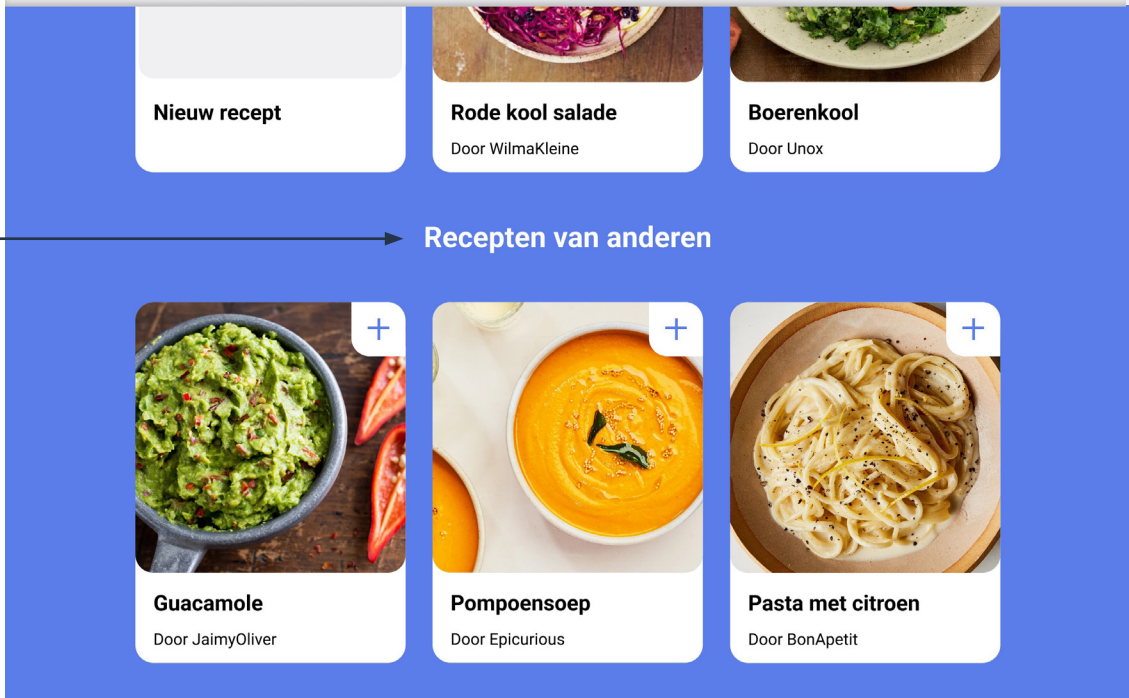 Nieuw recept
Rode kool salade
Door WilmaKleine
Boerenkool
Door Unox
Recepten van anderen
Guacamole
Door JaimyOliver
Pompoensoep
Door Epicurious
Pasta met citroen
Door BonApetit